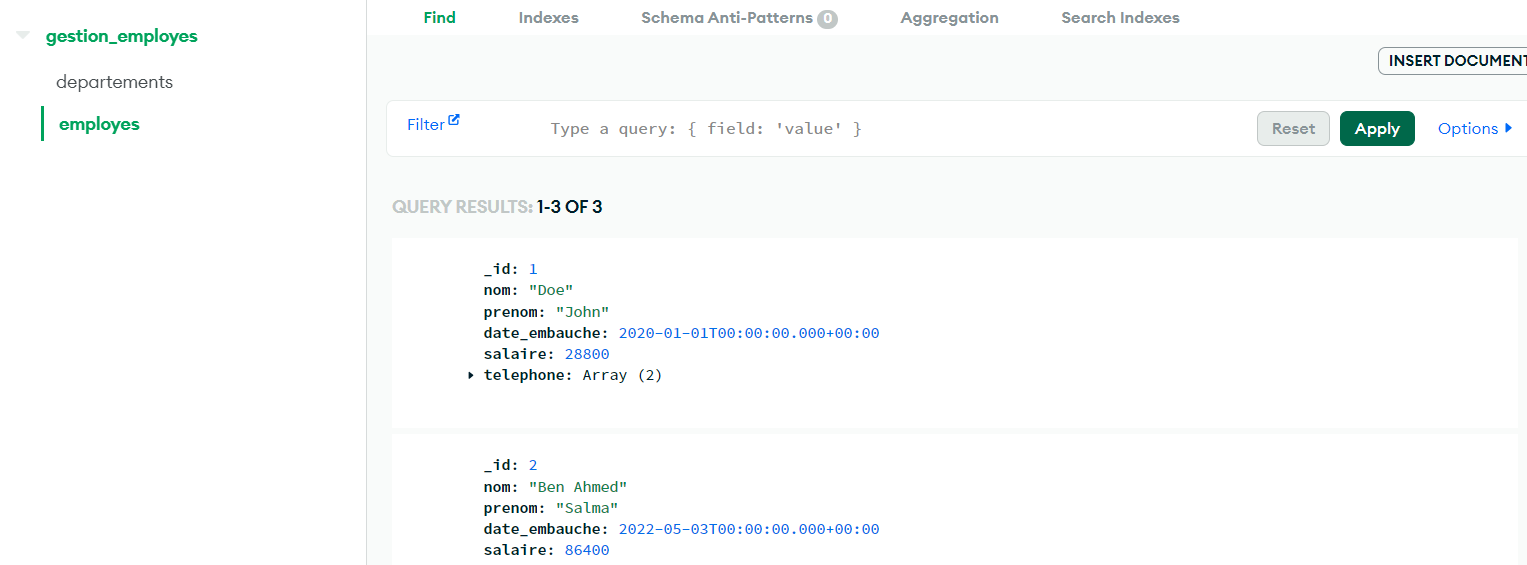 gestion_employes
departements
employes
Find Indexes Schema Anti-Patterns 0 Aggregation Search Indexes
INSERT DOCUMENT
Filter Type a query: { field: 'value' } Reset Apply Options
QUERY RESULTS: 1-3 OF 3
_id: 1
nom: "Doe"
prenom: "John"
date_embauche: 2020-01-01T00:00:00.000+00:00
salaire: 28800
telephone: Array (2)
_id: 2
nom: "Ben Ahmed"
prenom: "Salma"
date_embauche: 2022-05-03T00:00:00.000+00:00
salaire: 86400